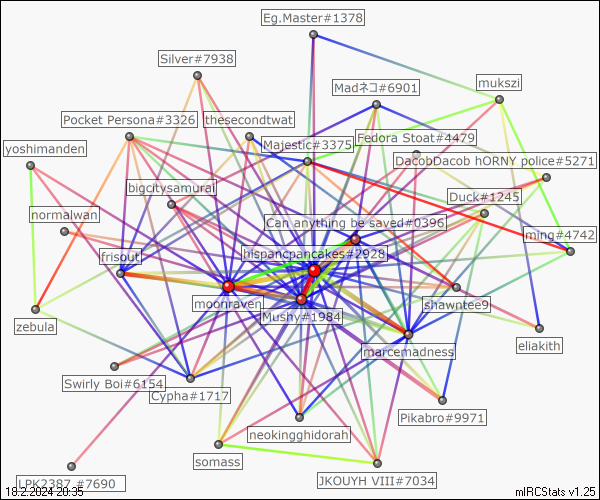 Eg.Master#1378
Silver#7938
Madネコ#6901
mukszi
Pocket Persona#3326
thesecondtwat
Fedora Stoat#4479
yoshimanden
Majestic#3375
DacobDacob hORNY police#5271
bigcitysamurai
Duck#1245
normalwan
Can anything be saved#0396
ming#4742
frisout
hispancpancakes#2928
moonraven
shawntee9
Mushy#1984
zebula
marcemadness
eliakith
Swirly Boi#6154
Cypha#1717
Pikabro#9971
neokingghidorah
somass
JKOUYH VIII#7034
LPK2387_#7690
18.2.2024 20:35
mIRCStats v1.25